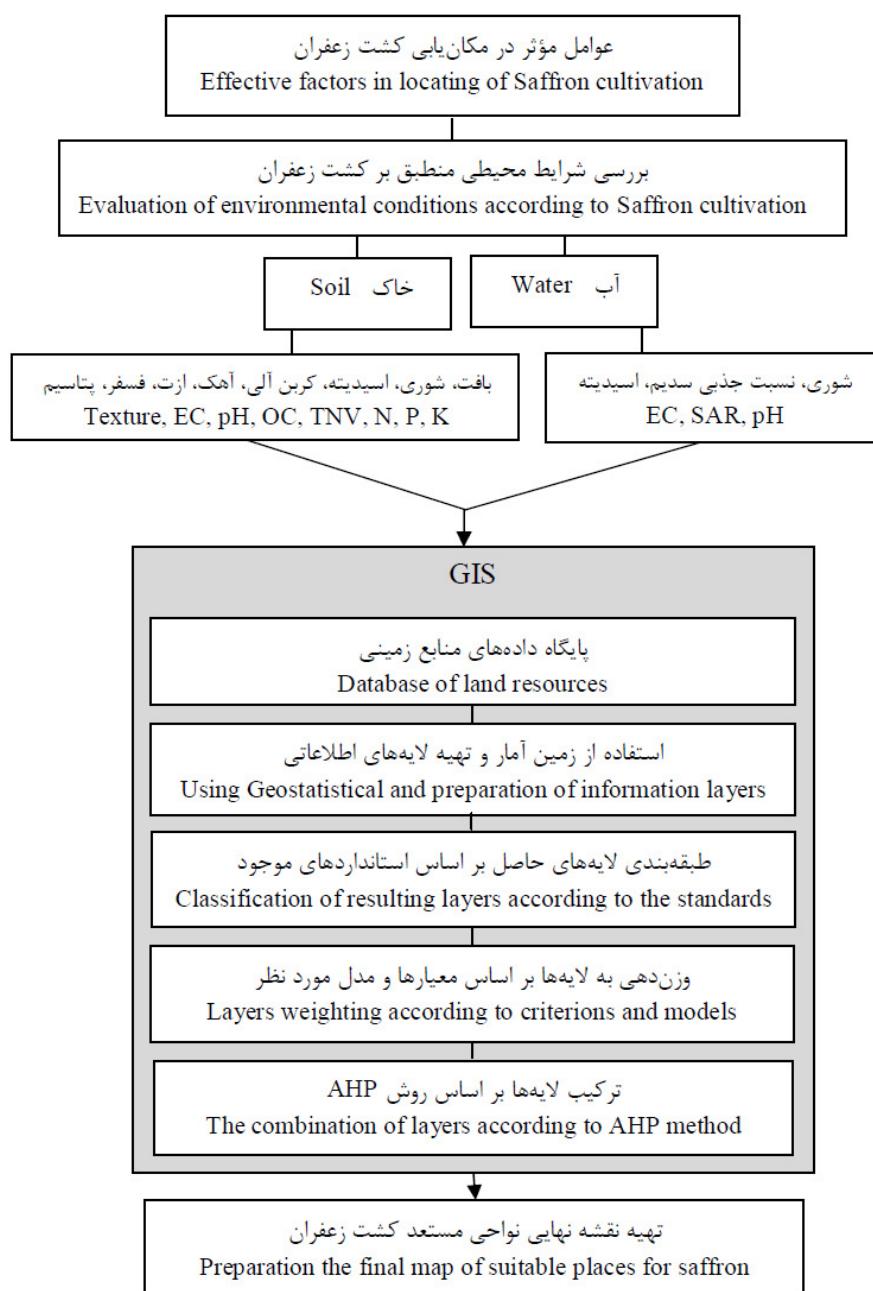 عوامل مؤثر در مکان‌یابی کشت زعفران
Effective factors in locating of Saffron cultivation
بررسی شرایط محیطی منطبق بر کشت زعفران
Evaluation of environmental conditions according to Saffron cultivation
خاک Soil
آب Water
بافت، شوری، اسیدیته، کربن آلی، آهک، ازت، فسفر، پتاسیم
Texture, EC, pH, OC, TNV, N, P, K
شوری، نسبت جذبی سدیم، اسیدیته
EC, SAR, pH
GIS
پایگاه داده‌های منابع زمینی
Database of land resources
استفاده از زمین آمار و تهیه لایه‌های اطلاعاتی
Using Geostatistical and preparation of information layers
طبقه‌بندی لایه‌های حاصل بر اساس استانداردهای موجود
Classification of resulting layers according to the standards
وزن‌دهی به لایه‌ها بر اساس معیارها و مدل مورد نظر
Layers weighting according to criterions and models
ترکیب لایه‌ها بر اساس روش AHP
The combination of layers according to AHP method
تهیه نقشه نهایی نواحی مستعد کشت زعفران
Preparation the final map of suitable places for saffron